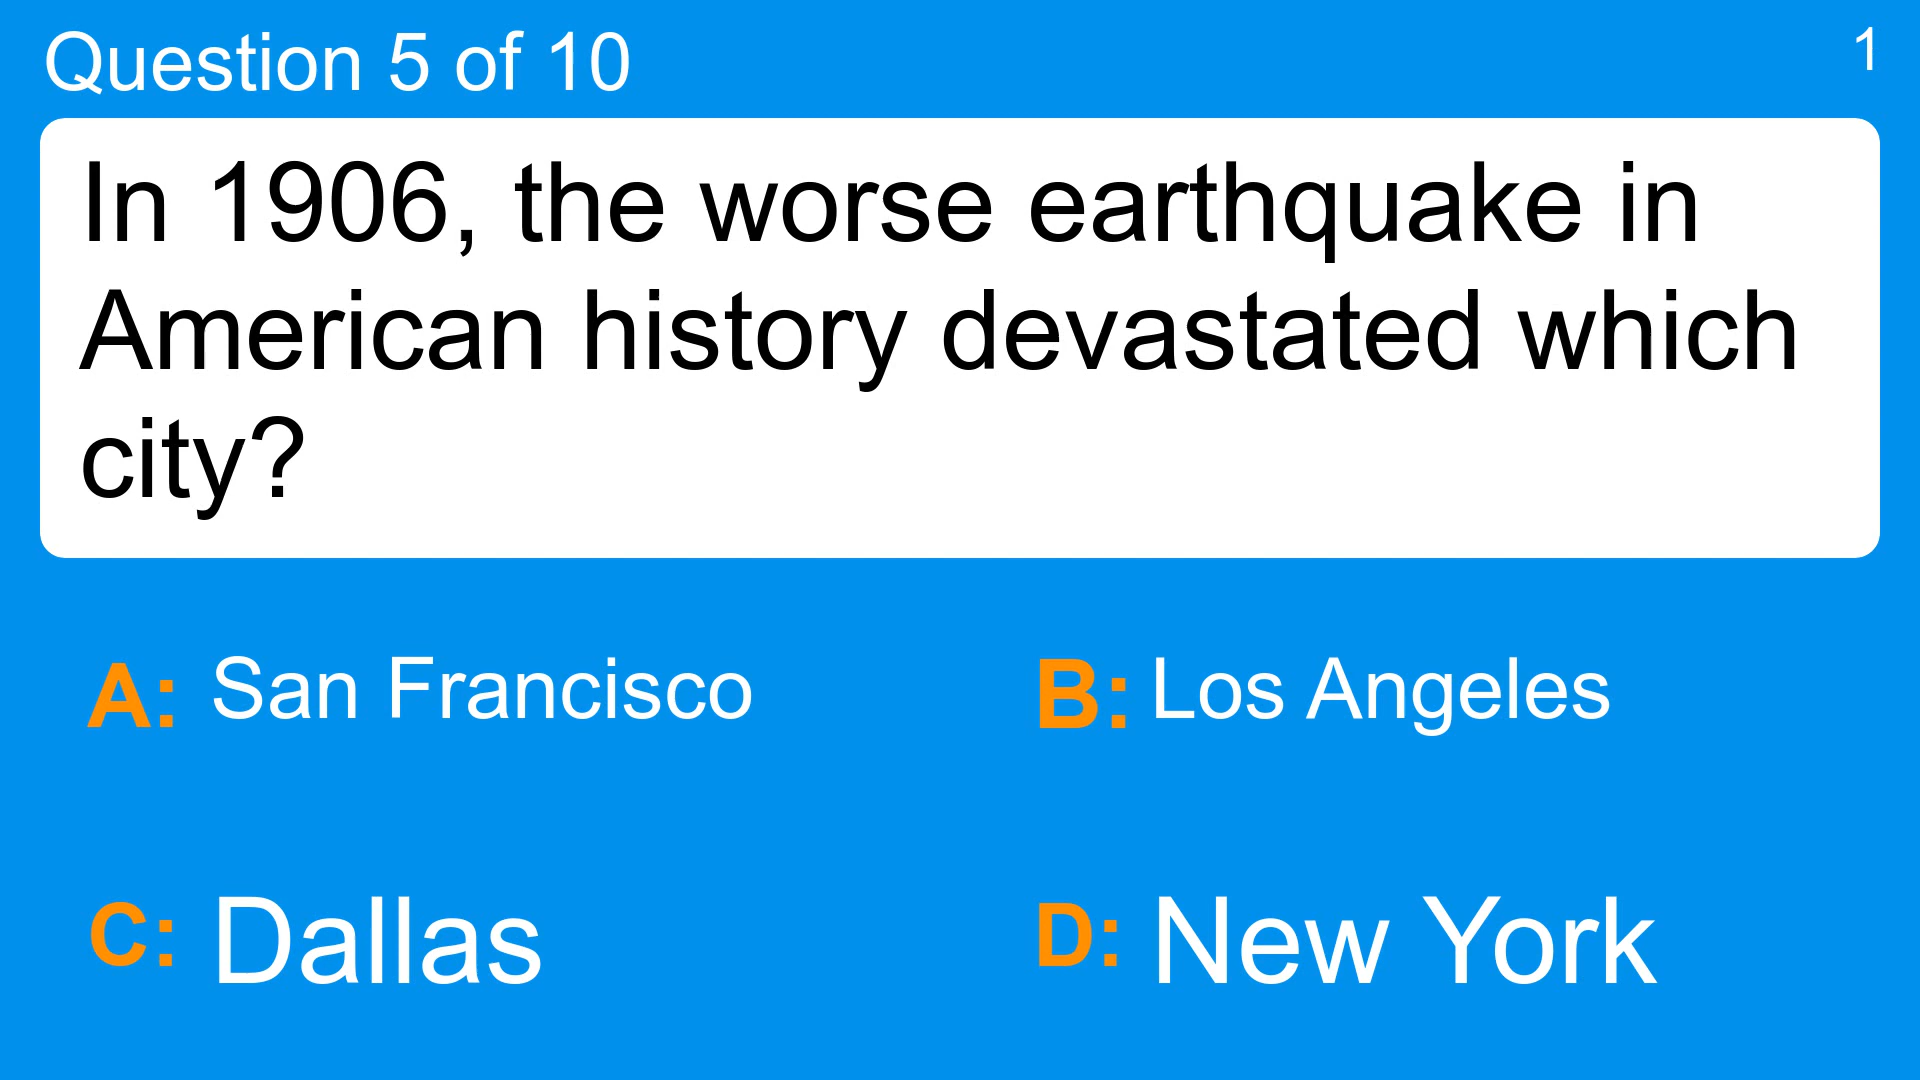 Question 5 of 10
1
In 1906, the worse earthquake in
American history devastated which
city?
A: San Francisco
B: Los Angeles
C: Dallas
D: New York